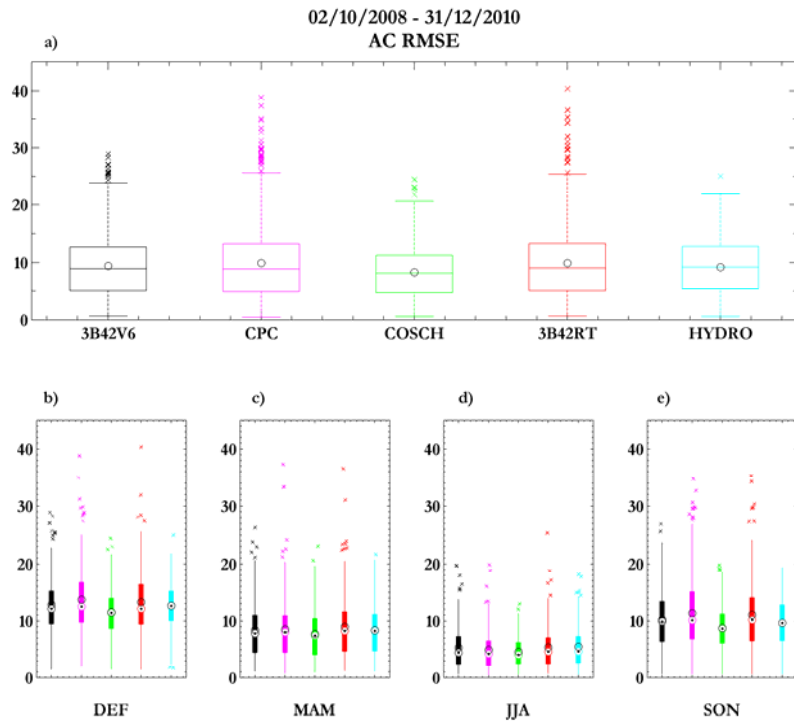 02/10/2008 - 31/12/2010
AC RMSE
a)
40
30
20
10
0
3B42V6 CPC COSCH 3B42RT HYDRO
b) c) d) e)
40 40 40 40
30 30 30 30
20 20 20 20
10 10 10 10
0 0 0 0
DEF MAM JJA SON